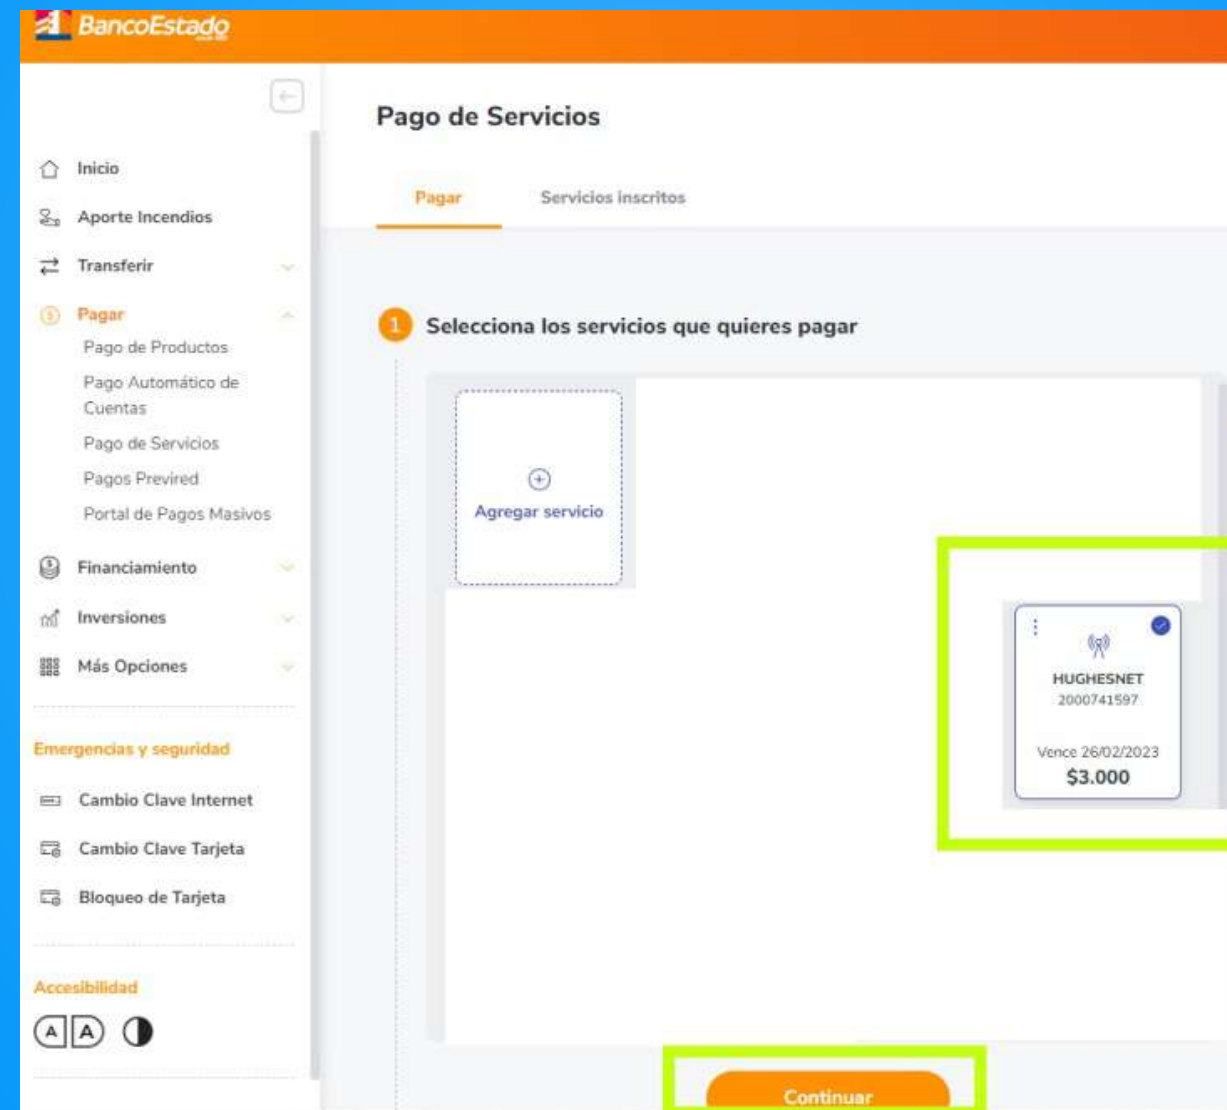 BancoEstado
Pago de Servicios
Inicio
Pagar
Servicios inscritos
Aporte Incendios
Transferir
Pagar
1 Selecciona los servicios que quieres pagar
Pago de Productos
Pago Automático de
Cuentas
Pago de Servicios
Pagos Previred
Portal de Pagos Masivos
Agregar servicio
Financiamiento
Inversiones
Más Opciones
HUGHESNET
2000741597
Vence 26/02/2023
$3.000
Emergencias y seguridad
Cambio Clave Internet
Cambio Clave Tarjeta
Bloqueo de Tarjeta
Accesibilidad
A A
Continuar